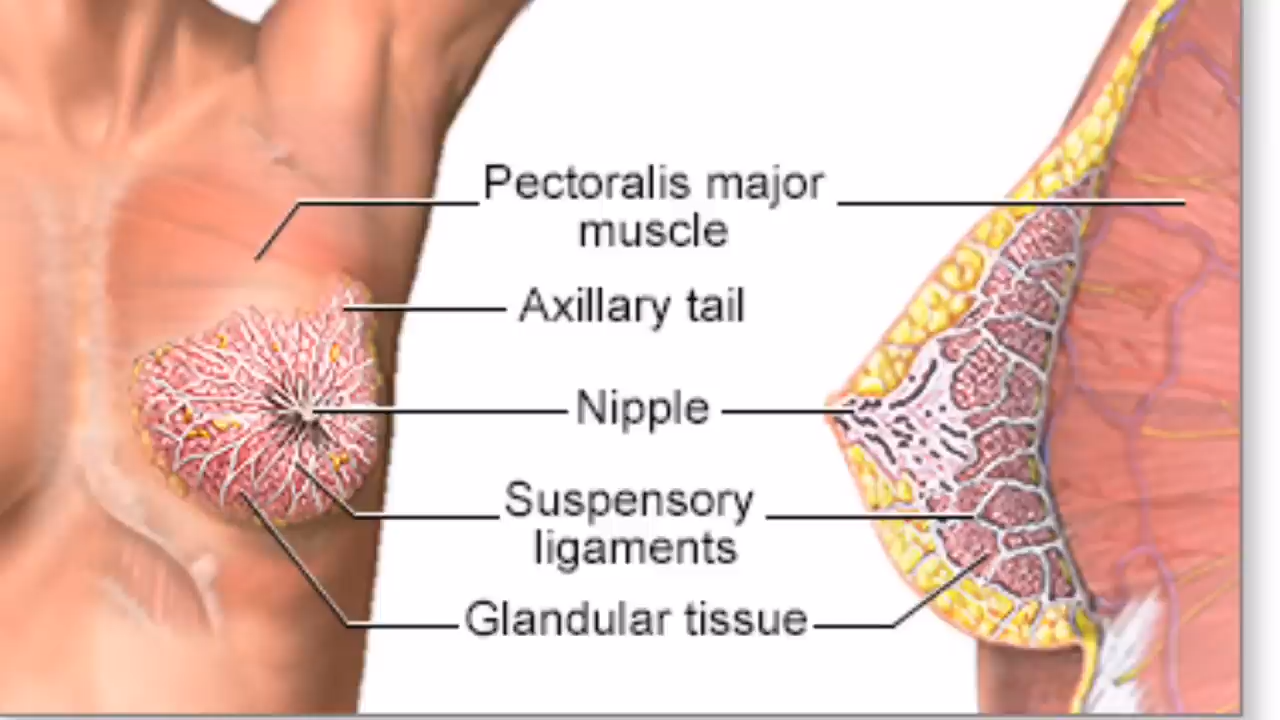 Pectoralis major
muscle
Axillary tail
Nipple
Suspensory
ligaments
Glandular tissue